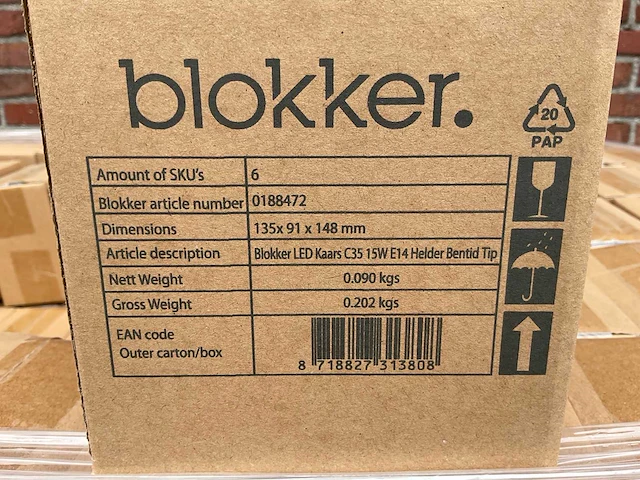 blokker.
20
PAP
Amount of SKU's 6
Blokker article number 0188472
Dimensions 135x 91 x 148 mm
Article description Blokker LED Kaars C35 15W E14 Helder Bentid Tip
Nett Weight 0.090 kgs
Gross Weight 0.202 kgs
EAN code
Outer carton/box
8 718827 313808